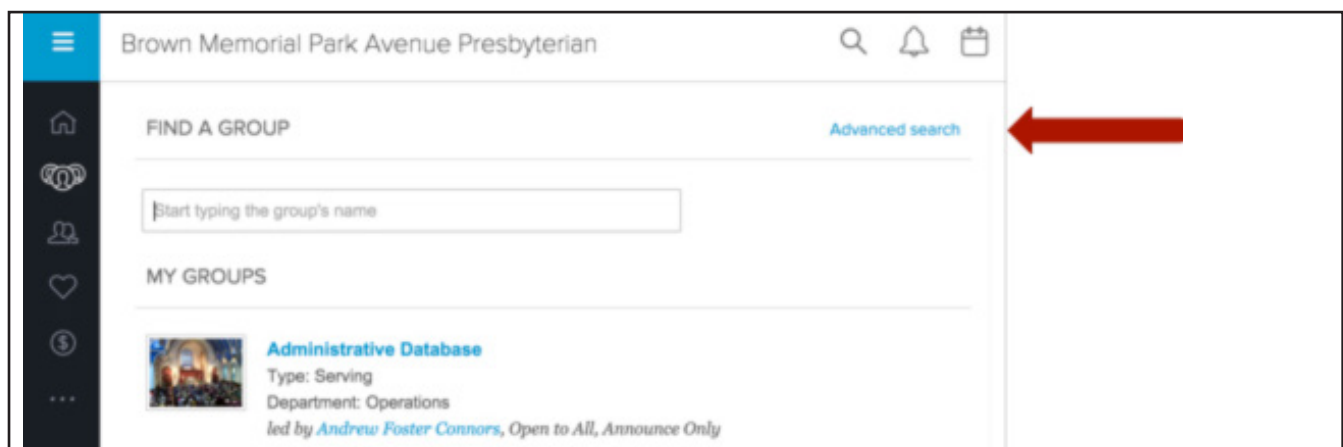 Brown Memorial Park Avenue Presbyterian
FIND A GROUP
Advanced search
Start typing the group's name
MY GROUPS
Administrative Database
Type: Serving
Department: Operations
led by Andrew Foster Connors, Open to All, Announce Only